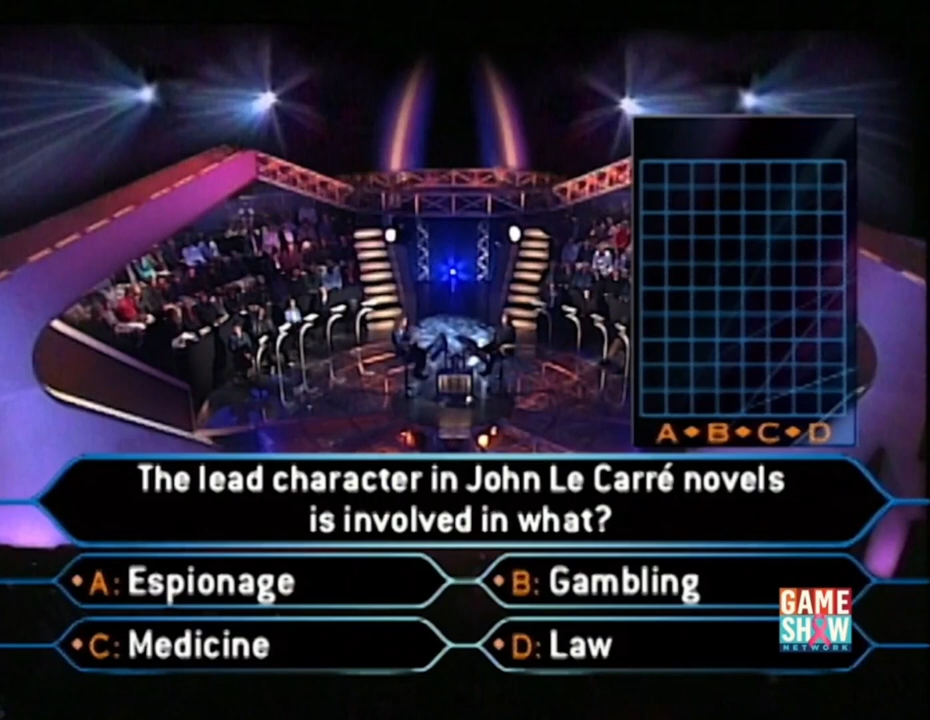 A ◆ B ◆ C ◆ D
The lead character in John Le Carré novels
is involved in what?
A: Espionage
B: Gambling
C: Medicine
D: Law
GAME
SHOW
NETWORK